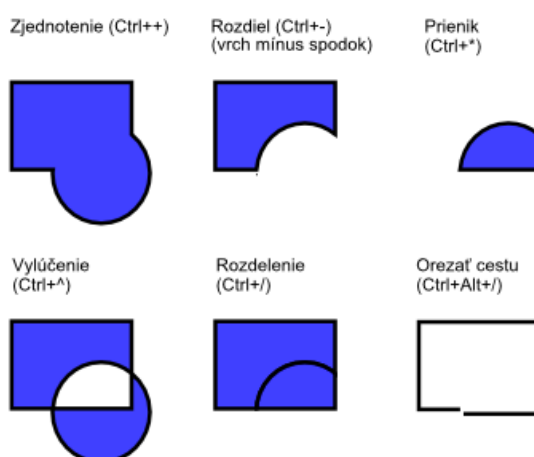 Zjednotenie (Ctrl++)
Rozdiel (Ctrl+-)
(vrch mínus spodok)
Prienik
(Ctrl+*)
Vylúčenie
(Ctrl+^)
Rozdelenie
(Ctrl+/)
Orezať cestu
(Ctrl+Alt+/)